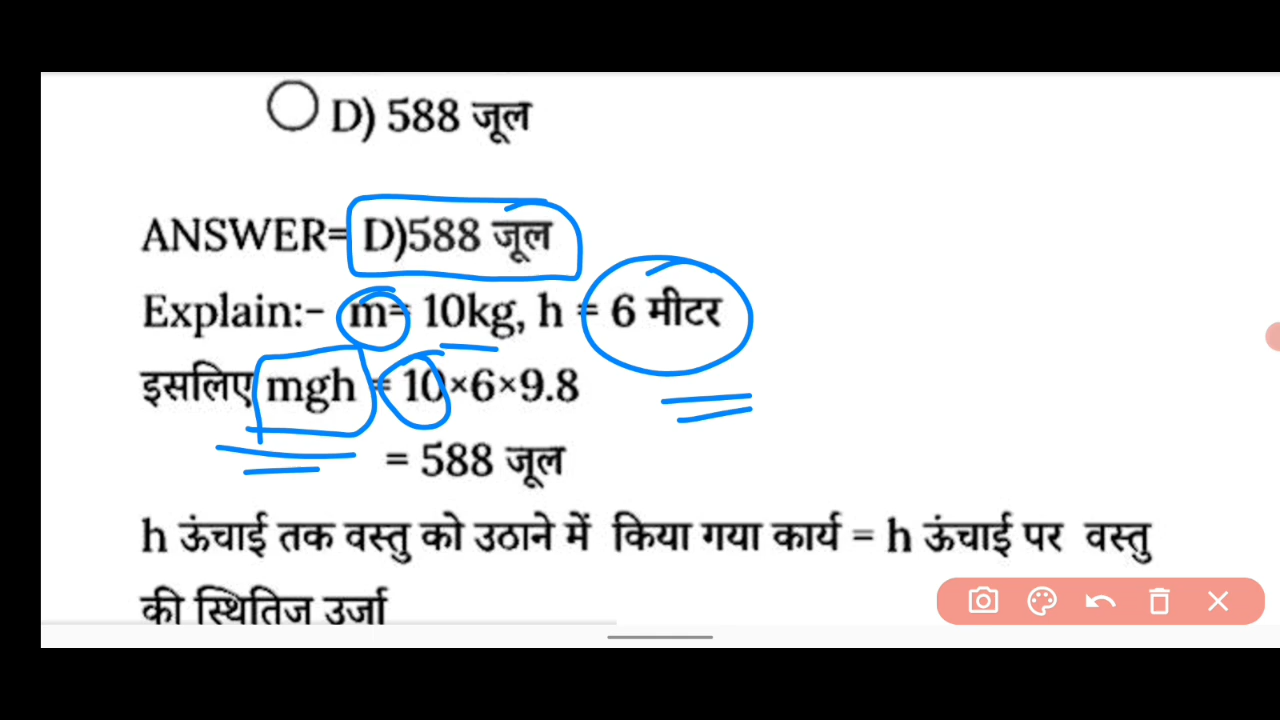 D) 588 जूल
ANSWER= D)588 जूल
Explain:- m= 10kg, h = 6 मीटर
इसलिए mgh = 10×6×9.8
= 588 जूल
h ऊंचाई तक वस्तु को उठाने में किया गया कार्य = h ऊंचाई पर वस्तु
की स्थितिज उर्जा